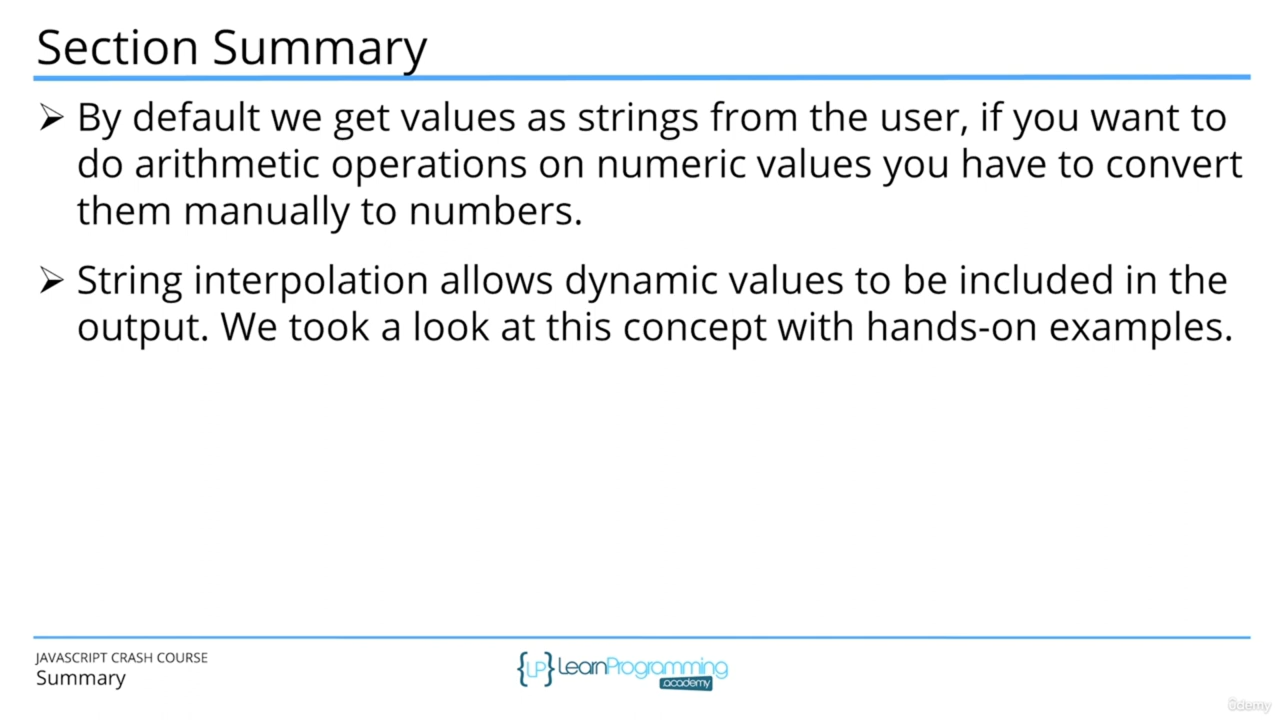 Section Summary
➢ By default we get values as strings from the user, if you want to
do arithmetic operations on numeric values you have to convert
them manually to numbers.
➢ String interpolation allows dynamic values to be included in the
output. We took a look at this concept with hands-on examples.
JAVASCRIPT CRASH COURSE
Summary
{LP} LearnProgramming
.academy
ûdemy